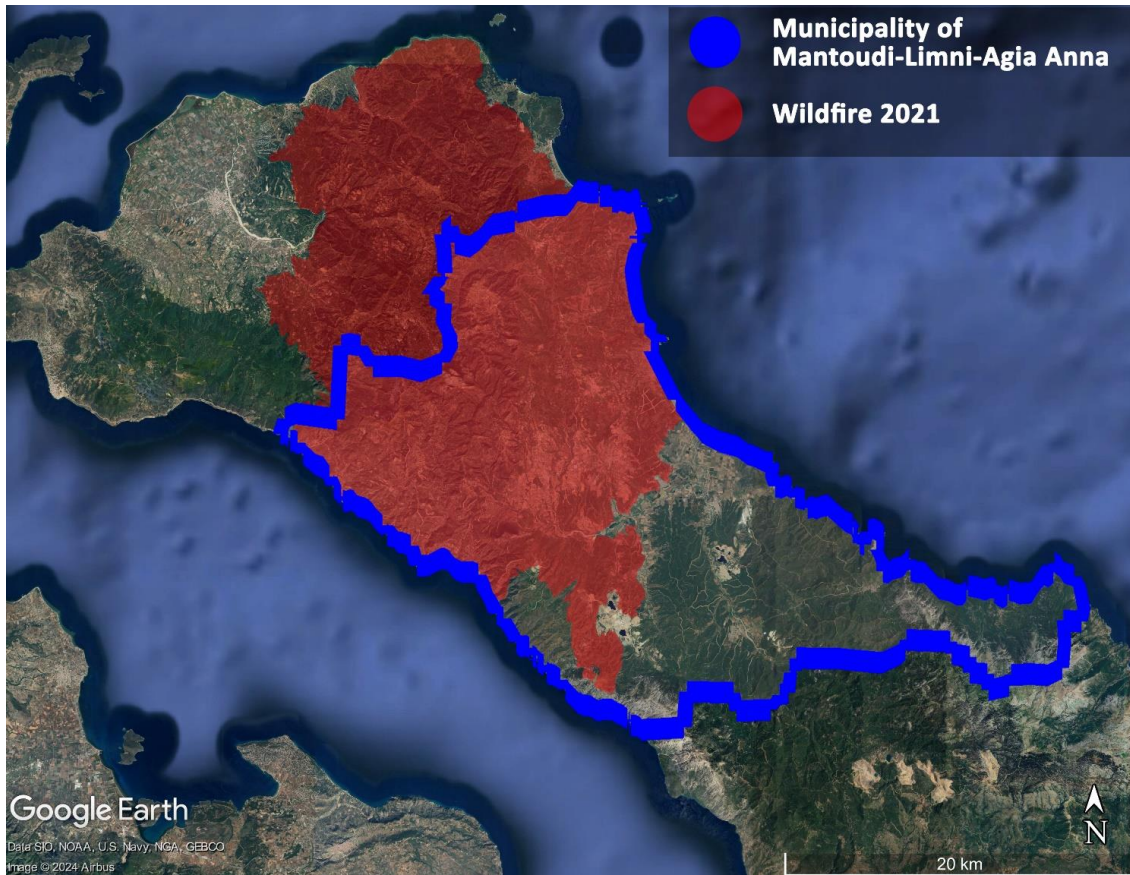 Municipality of
Mantoudi-Limni-Agia Anna
Wildfire 2021
Google Earth
Data SIO, NOAA, U.S. Navy, NGA, GEBCO
Image © 2024 Airbus
N
20 km